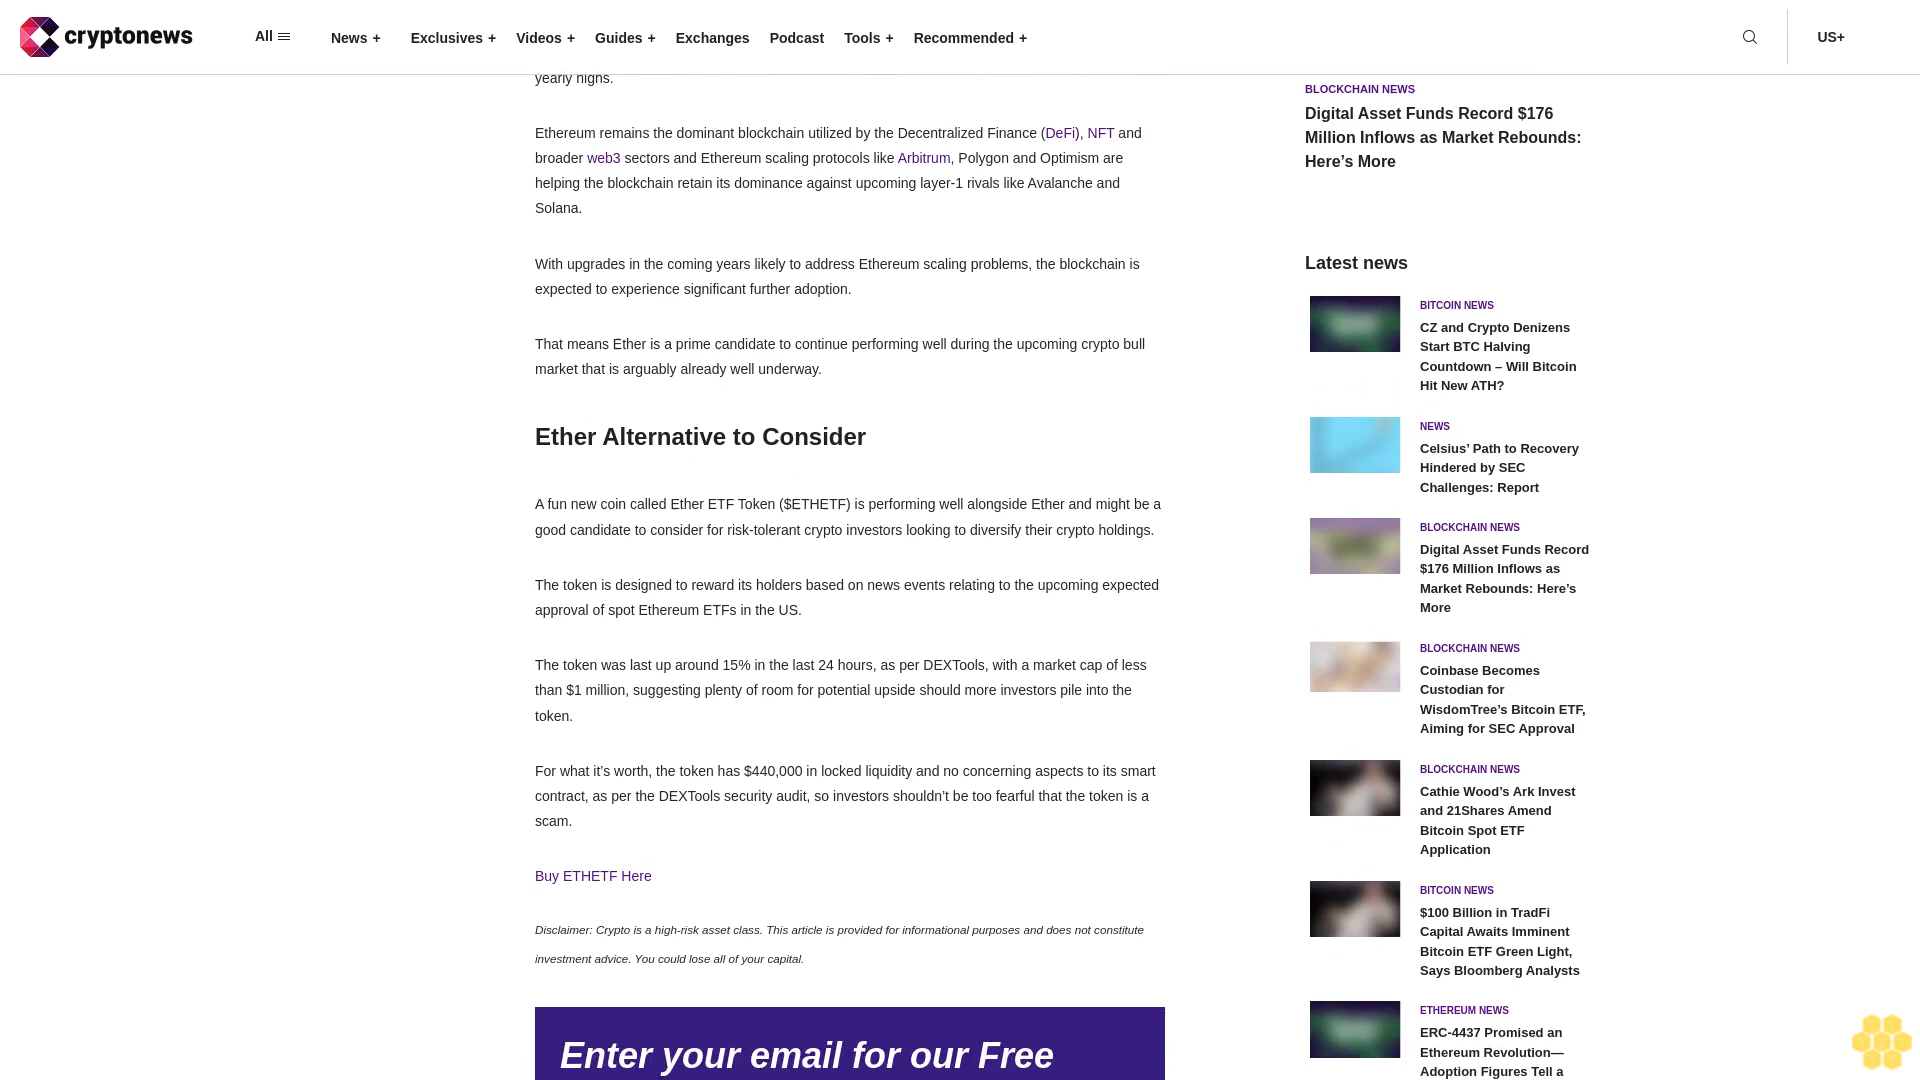 cryptonews
All
News +
Exclusives +
Videos +
Guides +
Exchanges
Podcast
Tools +
Recommended +
US+
yearly highs.
Ethereum remains the dominant blockchain utilized by the Decentralized Finance (DeFi), NFT and
broader web3 sectors and Ethereum scaling protocols like Arbitrum, Polygon and Optimism are
helping the blockchain retain its dominance against upcoming layer-1 rivals like Avalanche and
Solana.
With upgrades in the coming years likely to address Ethereum scaling problems, the blockchain is
expected to experience significant further adoption.
That means Ether is a prime candidate to continue performing well during the upcoming crypto bull
market that is arguably already well underway.
Ether Alternative to Consider
A fun new coin called Ether ETF Token ($ETHETF) is performing well alongside Ether and might be a
good candidate to consider for risk-tolerant crypto investors looking to diversify their crypto holdings.
The token is designed to reward its holders based on news events relating to the upcoming expected
approval of spot Ethereum ETFs in the US.
The token was last up around 15% in the last 24 hours, as per DEXTools, with a market cap of less
than $1 million, suggesting plenty of room for potential upside should more investors pile into the
token.
For what it’s worth, the token has $440,000 in locked liquidity and no concerning aspects to its smart
contract, as per the DEXTools security audit, so investors shouldn’t be too fearful that the token is a
scam.
Buy ETHETF Here
Disclaimer: Crypto is a high-risk asset class. This article is provided for informational purposes and does not constitute
investment advice. You could lose all of your capital.
Enter your email for our Free
BLOCKCHAIN NEWS
Digital Asset Funds Record $176
Million Inflows as Market Rebounds:
Here’s More
Latest news
BITCOIN NEWS
CZ and Crypto Denizens
Start BTC Halving
Countdown – Will Bitcoin
Hit New ATH?
NEWS
Celsius’ Path to Recovery
Hindered by SEC
Challenges: Report
BLOCKCHAIN NEWS
Digital Asset Funds Record
$176 Million Inflows as
Market Rebounds: Here’s
More
BLOCKCHAIN NEWS
Coinbase Becomes
Custodian for
WisdomTree’s Bitcoin ETF,
Aiming for SEC Approval
BLOCKCHAIN NEWS
Cathie Wood’s Ark Invest
and 21Shares Amend
Bitcoin Spot ETF
Application
BITCOIN NEWS
$100 Billion in TradFi
Capital Awaits Imminent
Bitcoin ETF Green Light,
Says Bloomberg Analysts
ETHEREUM NEWS
ERC-4437 Promised an
Ethereum Revolution—
Adoption Figures Tell a